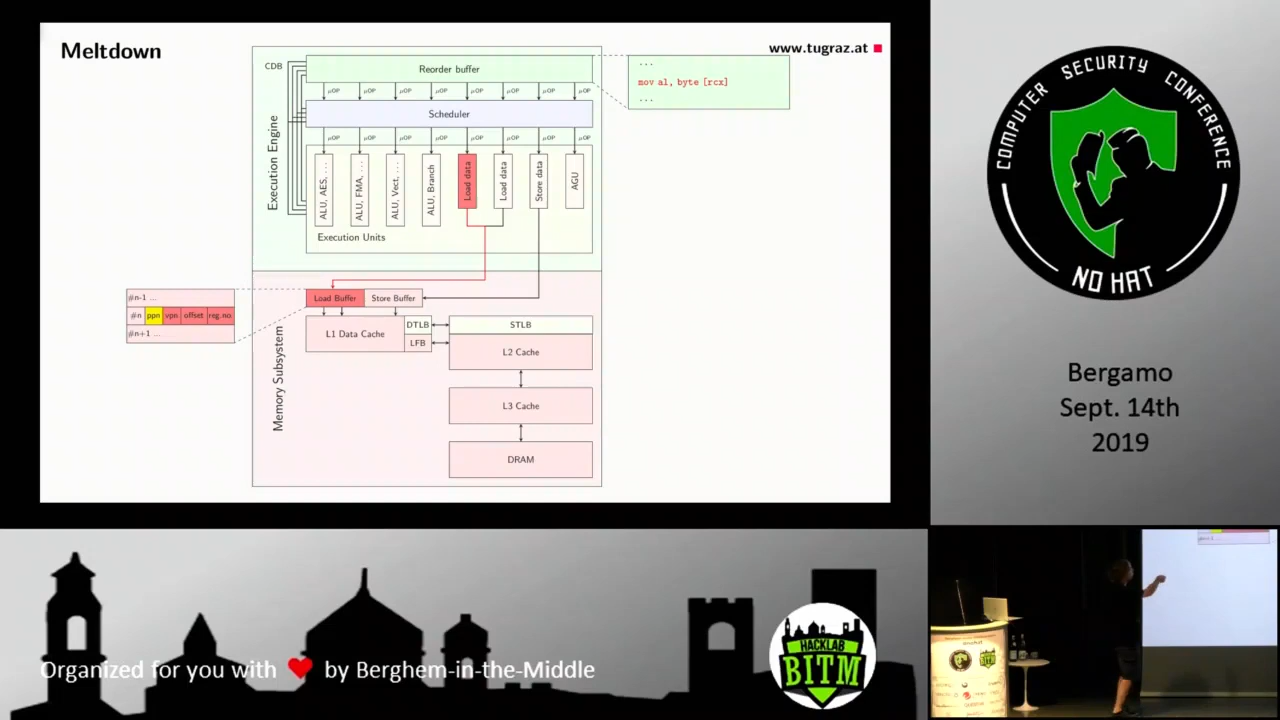 Meltdown
www.tugraz.at
CDB
Reorder buffer
...
mov al, byte [rcx]
...
μOP μOP μOP μOP μOP μOP μOP μOP
Scheduler
μOP μOP μOP μOP μOP μOP μOP μOP
Execution Engine
ALU, AES, ...
ALU, FMA, ...
ALU, Vect, ...
ALU, Branch
Load data
Load data
Store data
AGU
Execution Units
#n-1 ...
#n ppn vpn offset reg.no.
#n+1 ...
Memory Subsystem
Load Buffer
Store Buffer
L1 Data Cache
DTLB
LFB
STLB
L2 Cache
L3 Cache
DRAM
COMPUTER SECURITY CONFERENCE
NO HAT
Bergamo
Sept. 14th
2019
Organized for you with
by Berghem-in-the-Middle
HACKLAB
BITM